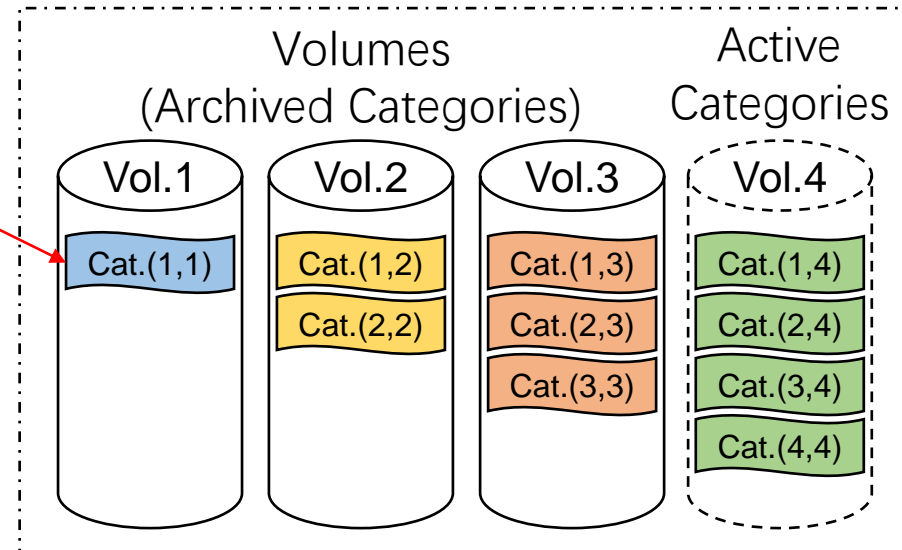 Volumes
(Archived Categories)
Active
Categories
Vol.1
Vol.2
Vol.3
Vol.4
Cat.(1,1)
Cat.(1,2)
Cat.(1,3)
Cat.(1,4)
Cat.(2,2)
Cat.(2,3)
Cat.(2,4)
Cat.(3,3)
Cat.(3,4)
Cat.(4,4)